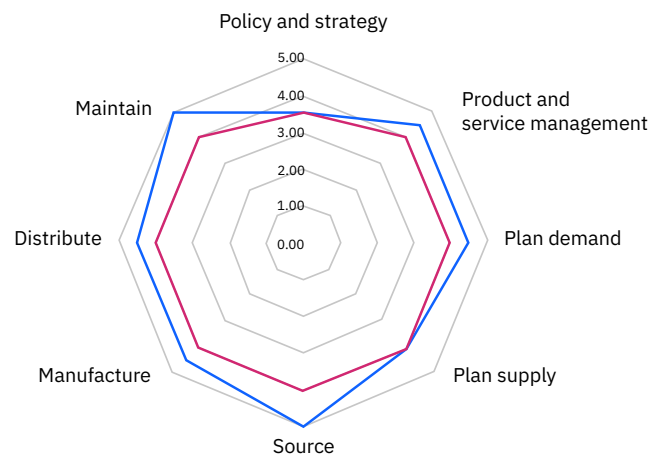 Policy and strategy
5.00
Maintain
4.00
Product and
service management
3.00
2.00
1.00
Distribute
0.00
Plan demand
Manufacture
Plan supply
Source